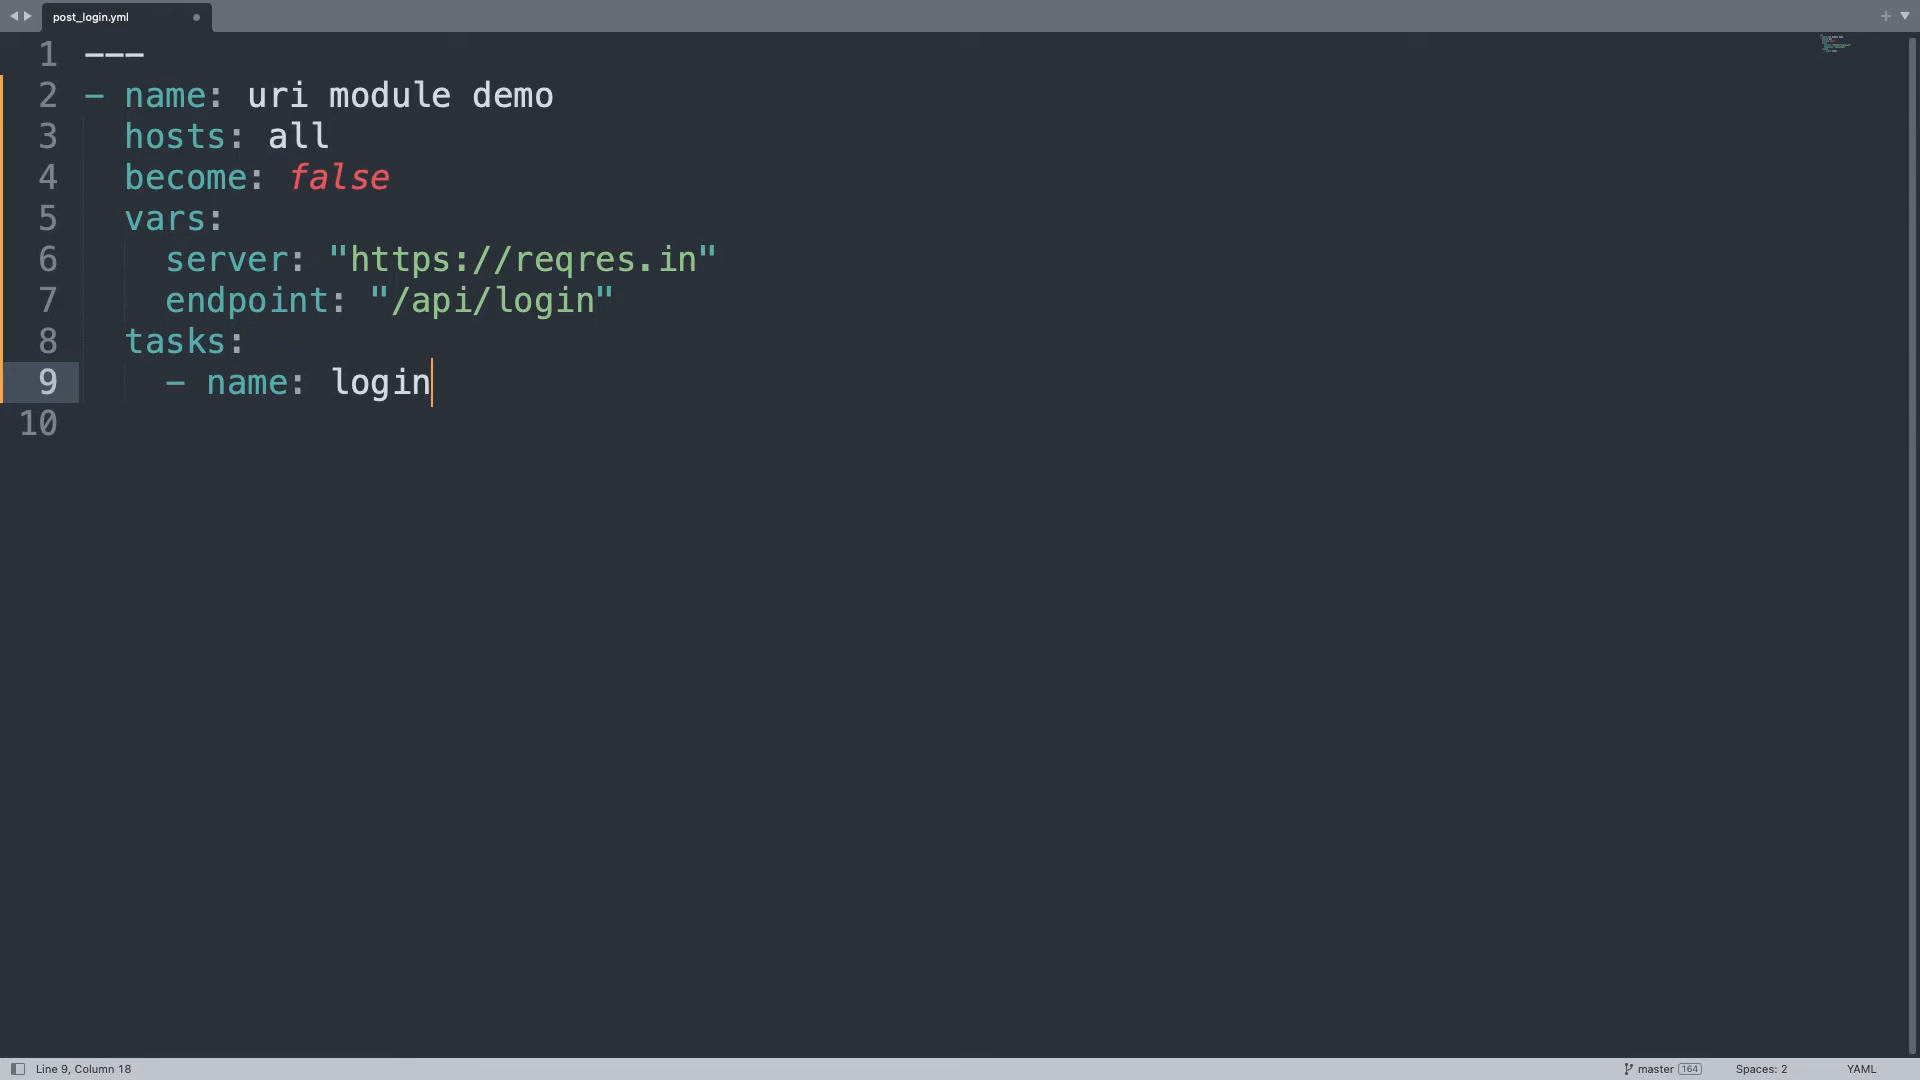 post_login.yml
1 ---
2 - name: uri module demo
3 hosts: all
4 become: false
5 vars:
6 server: "https://reqres.in"
7 endpoint: "/api/login"
8 tasks:
9 - name: login
10
Line 9, Column 18
master 164
Spaces: 2
YAML